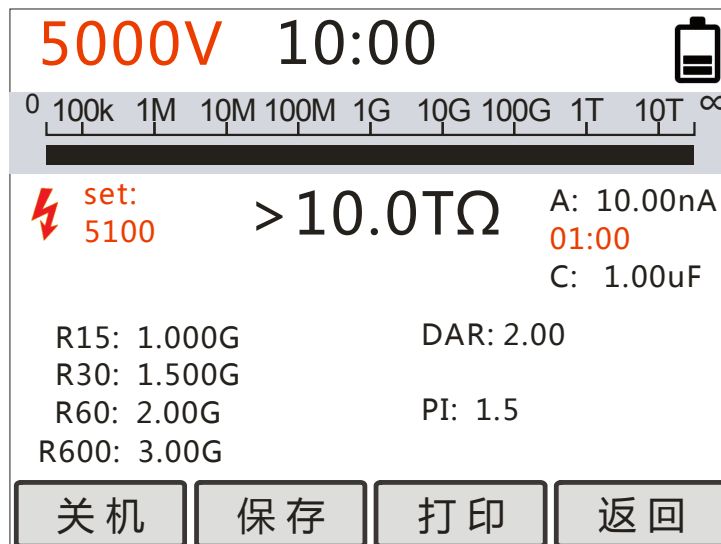 5000V 10:00
0 100k 1M 10M 100M 1G 10G 100G 1T 10T ∞
set: 5100
>10.0TΩ
A: 10.00nA
01:00
C: 1.00uF
R15: 1.000G
R30: 1.500G
R60: 2.00G
R600: 3.00G
DAR: 2.00
PI: 1.5
关机 保存 打印 返回